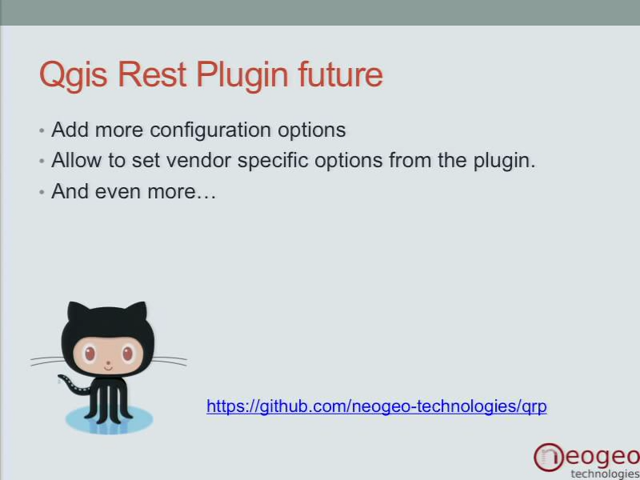 Qgis Rest Plugin future
• Add more configuration options
• Allow to set vendor specific options from the plugin.
• And even more…
https://github.com/neogeo-technologies/qrp
neogeo
technologies